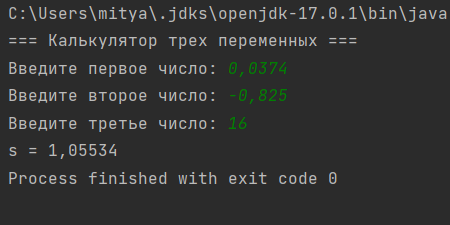 C:\Users\mitya\.jdks\openjdk-17.0.1\bin\java
=== Калькулятор трех переменных ===
Введите первое число: 0,0374
Введите второе число: -0,825
Введите третье число: 16
s = 1,05534
Process finished with exit code 0